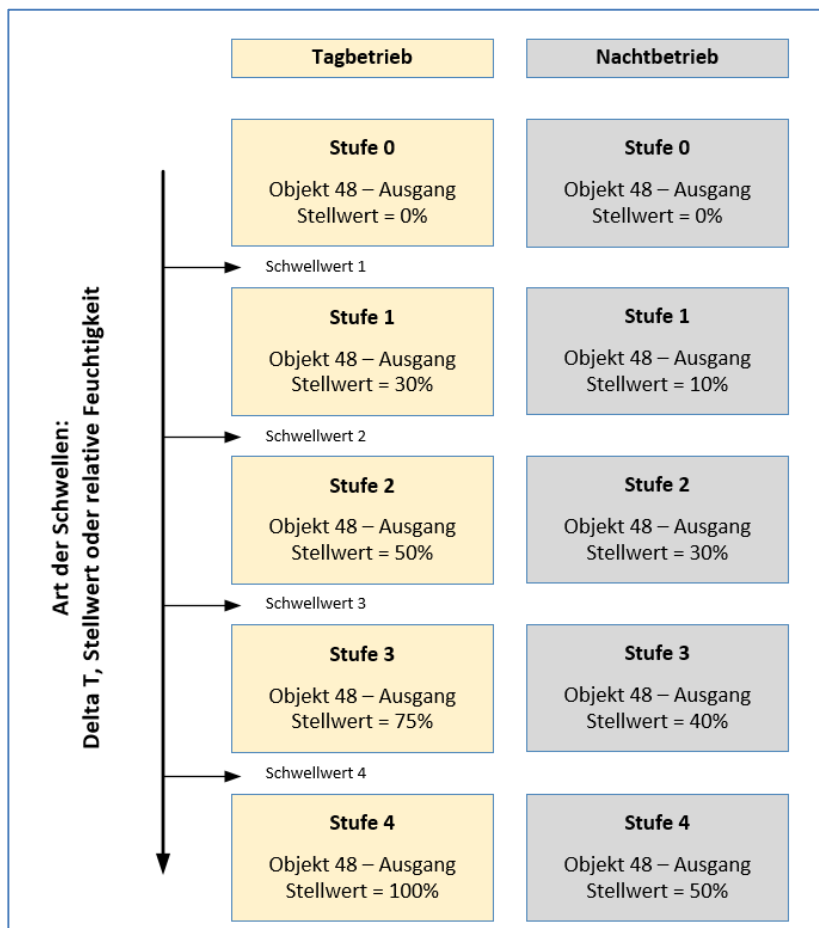 Tagbetrieb
Nachtbetrieb
Art der Schwellen:
Delta T, Stellwert oder relative Feuchtigkeit
Stufe 0
Objekt 48 – Ausgang
Stellwert = 0%
Stufe 0
Objekt 48 – Ausgang
Stellwert = 0%
Schwellwert 1
Stufe 1
Objekt 48 – Ausgang
Stellwert = 30%
Stufe 1
Objekt 48 – Ausgang
Stellwert = 10%
Schwellwert 2
Stufe 2
Objekt 48 – Ausgang
Stellwert = 50%
Stufe 2
Objekt 48 – Ausgang
Stellwert = 30%
Schwellwert 3
Stufe 3
Objekt 48 – Ausgang
Stellwert = 75%
Stufe 3
Objekt 48 – Ausgang
Stellwert = 40%
Schwellwert 4
Stufe 4
Objekt 48 – Ausgang
Stellwert = 100%
Stufe 4
Objekt 48 – Ausgang
Stellwert = 50%